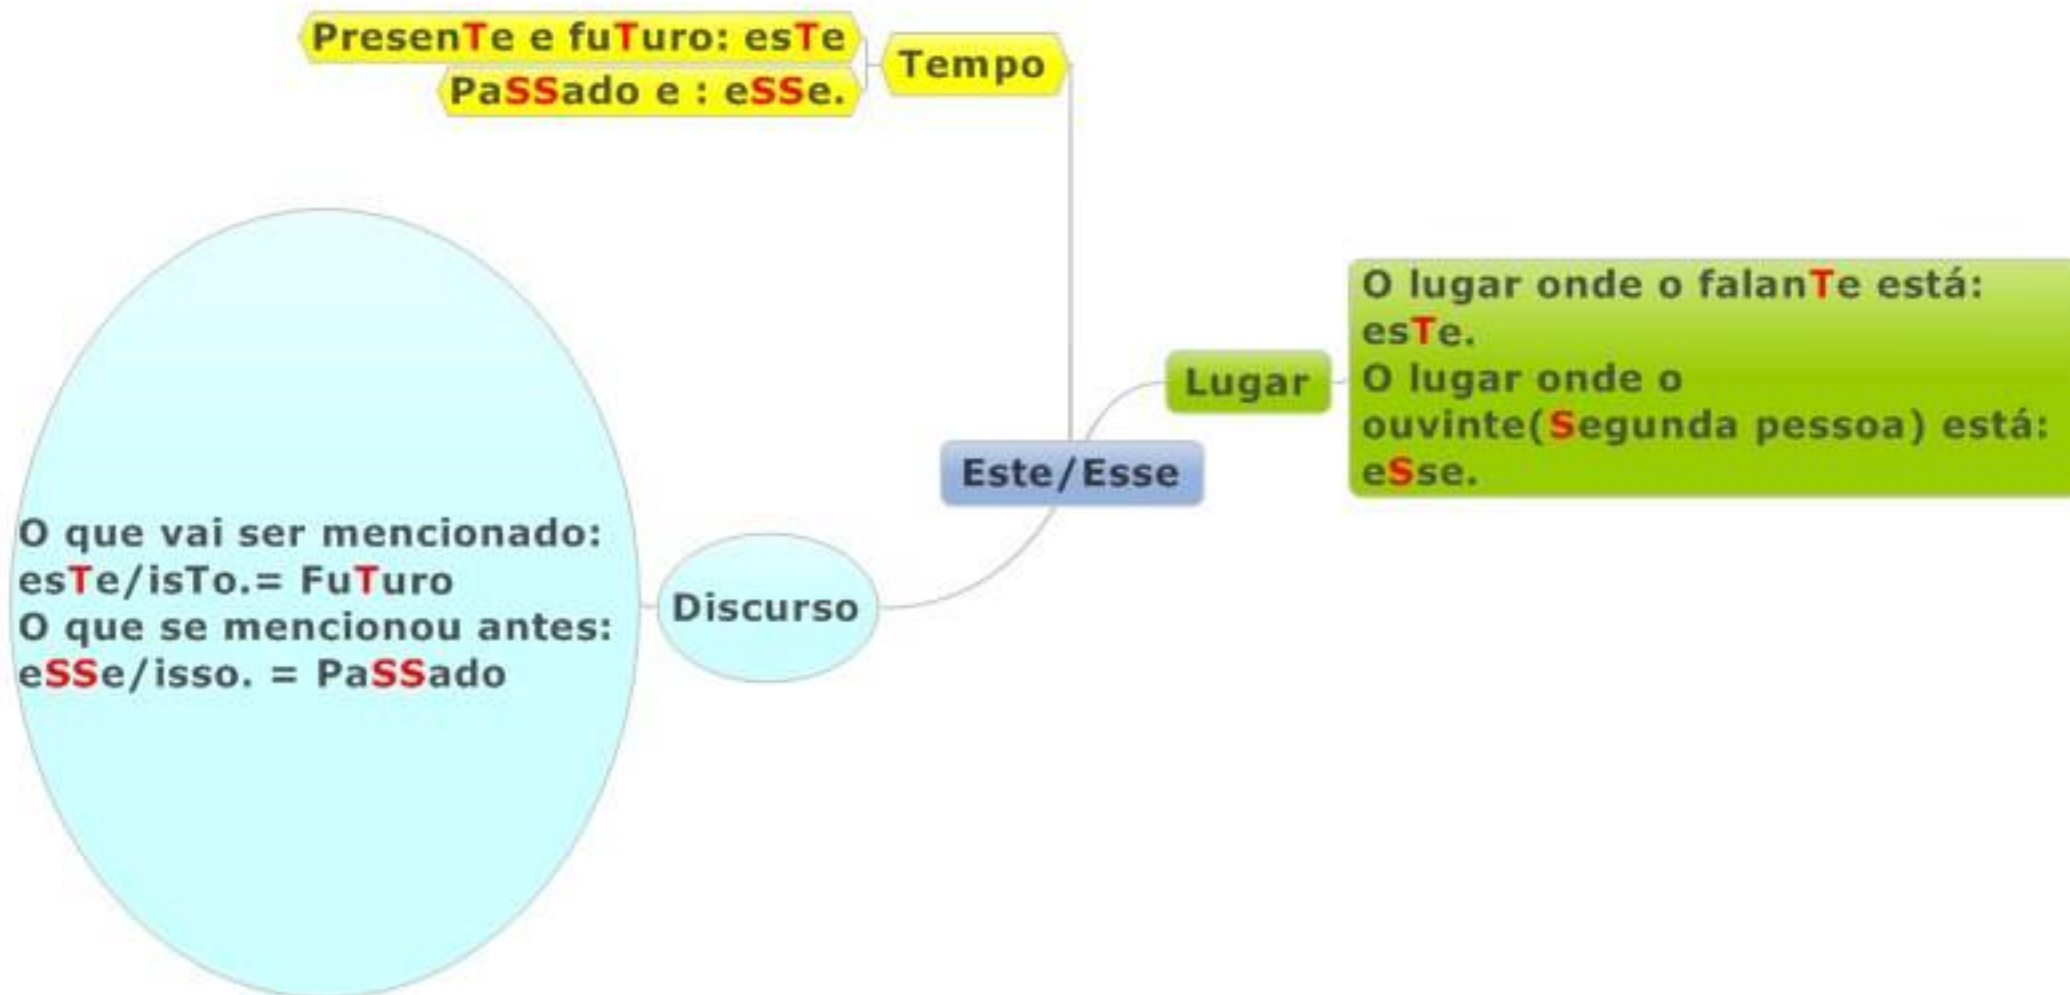 PresenTe e fuTuro: esTe
PaSSado e : eSSe.
Tempo
O lugar onde o falanTe está:
esTe.
O lugar onde o
ouvinte(Segunda pessoa) está:
eSse.
Lugar
Este/Esse
O que vai ser mencionado:
esTe/isTo.= FuTuro
O que se mencionou antes:
eSSe/isso. = PaSSado
Discurso